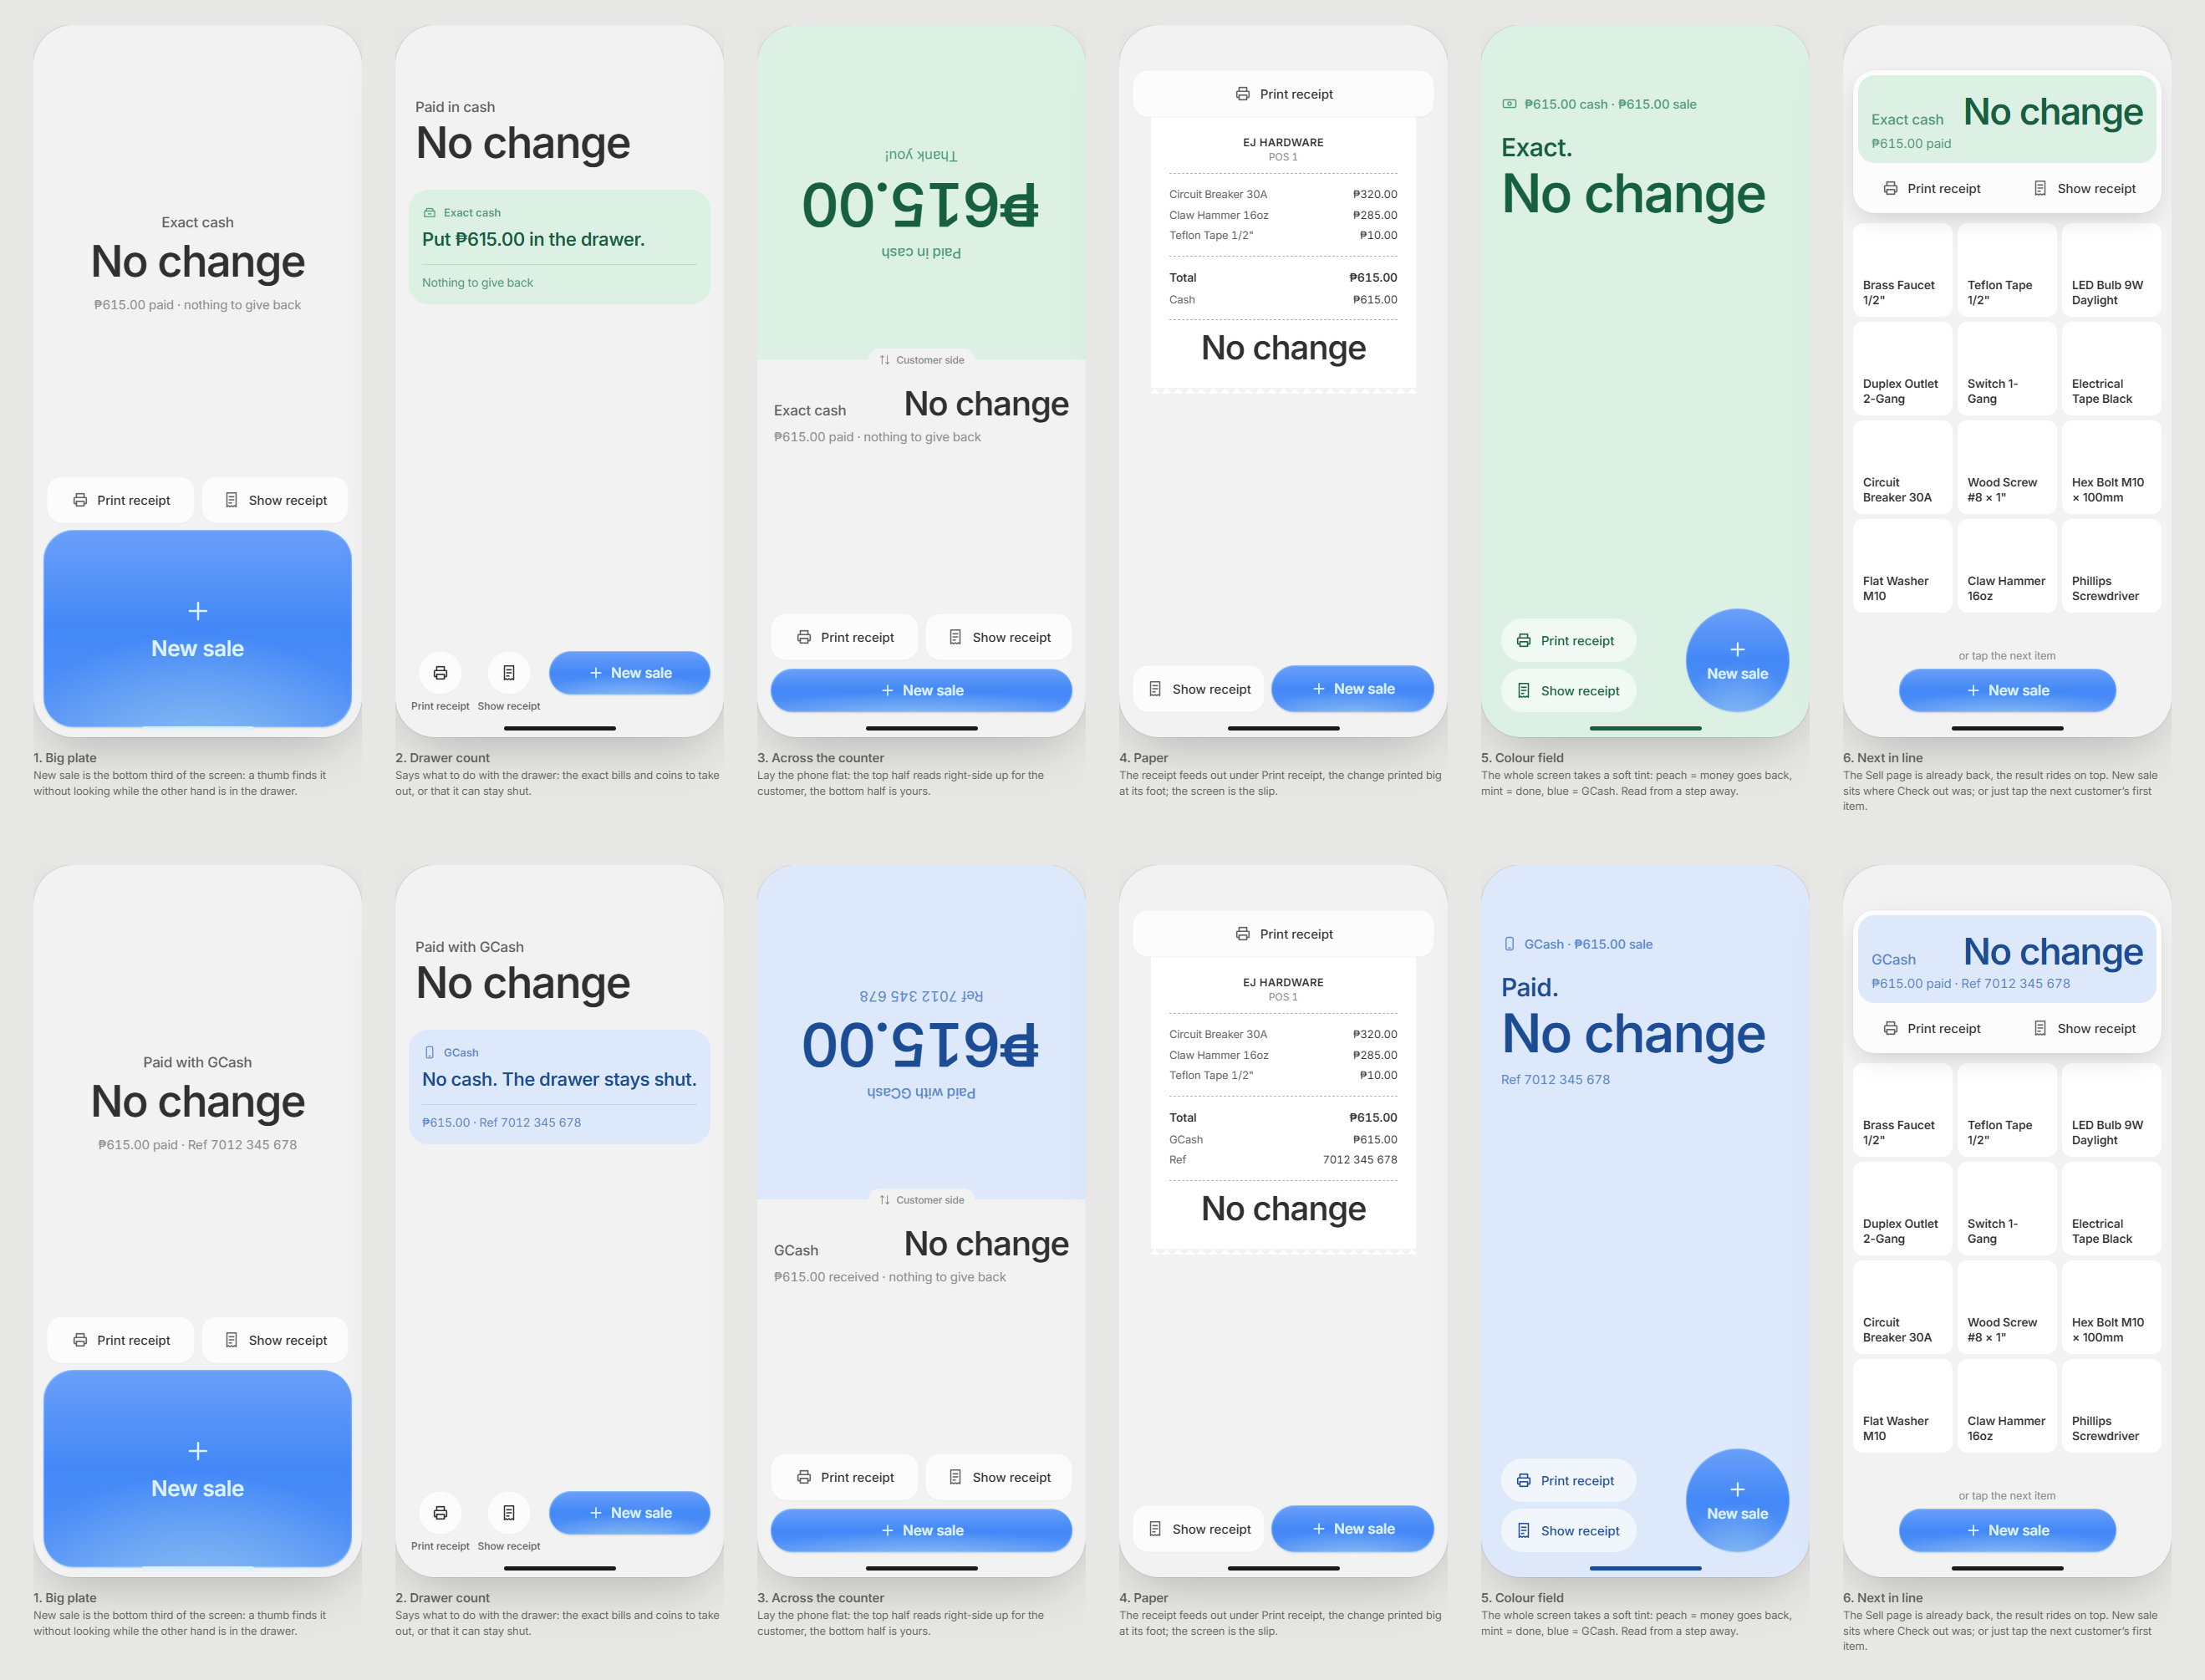 Exact cash
No change
₱615.00 paid · nothing to give back
Print receipt
Show receipt
New sale
1. Big plate
New sale is the bottom third of the screen: a thumb finds it
without looking while the other hand is in the drawer.
Paid in cash
No change
Exact cash
Put ₱615.00 in the drawer.
Nothing to give back
Print receipt
Show receipt
New sale
2. Drawer count
Says what to do with the drawer: the exact bills and coins to take
out, or that it can stay shut.
Paid in cash
₱615.00
Thank you!
Customer side
Exact cash
No change
₱615.00 paid · nothing to give back
Print receipt
Show receipt
New sale
3. Across the counter
Lay the phone flat: the top half reads right-side up for the
customer, the bottom half is yours.
Print receipt
EJ HARDWARE
POS 1
Circuit Breaker 30A ₱320.00
Claw Hammer 16oz ₱285.00
Teflon Tape 1/2" ₱10.00
Total ₱615.00
Cash ₱615.00
No change
Show receipt
New sale
4. Paper
The receipt feeds out under Print receipt, the change printed big
at its foot; the screen is the slip.
₱615.00 cash · ₱615.00 sale
Exact.
No change
Print receipt
Show receipt
New sale
5. Colour field
The whole screen takes a soft tint: peach = money goes back,
mint = done, blue = GCash. Read from a step away.
Exact cash
No change
₱615.00 paid
Print receipt
Show receipt
Brass Faucet
1/2"
Teflon Tape
1/2"
LED Bulb 9W
Daylight
Duplex Outlet
2-Gang
Switch 1-
Gang
Electrical
Tape Black
Circuit
Breaker 30A
Wood Screw
#8 × 1"
Hex Bolt M10
× 100mm
Flat Washer
M10
Claw Hammer
16oz
Phillips
Screwdriver
or tap the next item
New sale
6. Next in line
The Sell page is already back, the result rides on top. New sale
sits where Check out was; or just tap the next customer's first
item.
Paid with GCash
No change
₱615.00 paid · Ref 7012 345 678
Print receipt
Show receipt
New sale
1. Big plate
New sale is the bottom third of the screen: a thumb finds it
without looking while the other hand is in the drawer.
Paid with GCash
No change
GCash
No cash. The drawer stays shut.
₱615.00 · Ref 7012 345 678
Print receipt
Show receipt
New sale
2. Drawer count
Says what to do with the drawer: the exact bills and coins to take
out, or that it can stay shut.
Paid with GCash
₱615.00
Ref 7012 345 678
Customer side
GCash
No change
₱615.00 received · nothing to give back
Print receipt
Show receipt
New sale
3. Across the counter
Lay the phone flat: the top half reads right-side up for the
customer, the bottom half is yours.
Print receipt
EJ HARDWARE
POS 1
Circuit Breaker 30A ₱320.00
Claw Hammer 16oz ₱285.00
Teflon Tape 1/2" ₱10.00
Total ₱615.00
GCash ₱615.00
Ref 7012 345 678
No change
Show receipt
New sale
4. Paper
The receipt feeds out under Print receipt, the change printed big
at its foot; the screen is the slip.
GCash · ₱615.00 sale
Paid.
No change
Ref 7012 345 678
Print receipt
Show receipt
New sale
5. Colour field
The whole screen takes a soft tint: peach = money goes back,
mint = done, blue = GCash. Read from a step away.
GCash
No change
₱615.00 paid · Ref 7012 345 678
Print receipt
Show receipt
Brass Faucet
1/2"
Teflon Tape
1/2"
LED Bulb 9W
Daylight
Duplex Outlet
2-Gang
Switch 1-
Gang
Electrical
Tape Black
Circuit
Breaker 30A
Wood Screw
#8 × 1"
Hex Bolt M10
× 100mm
Flat Washer
M10
Claw Hammer
16oz
Phillips
Screwdriver
or tap the next item
New sale
6. Next in line
The Sell page is already back, the result rides on top. New sale
sits where Check out was; or just tap the next customer's first
item.